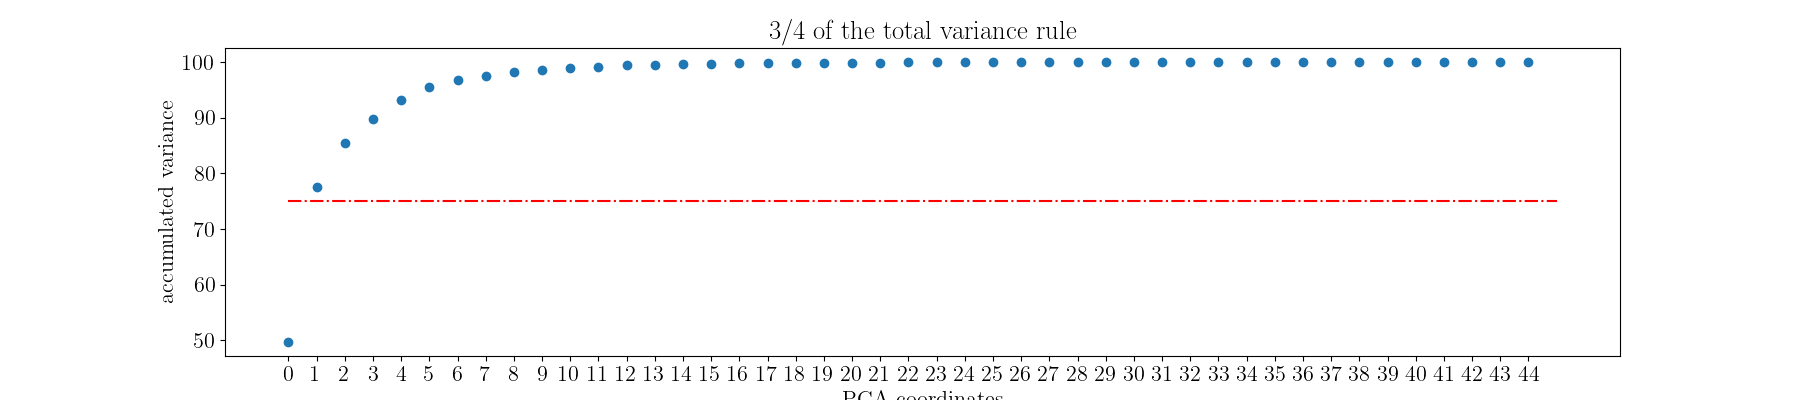 3/4 of the total variance rule
100
90
80
70
60
50
accumulated variance
0 1 2 3 4 5 6 7 8 9 10 11 12 13 14 15 16 17 18 19 20 21 22 23 24 25 26 27 28 29 30 31 32 33 34 35 36 37 38 39 40 41 42 43 44
PCA coordinates